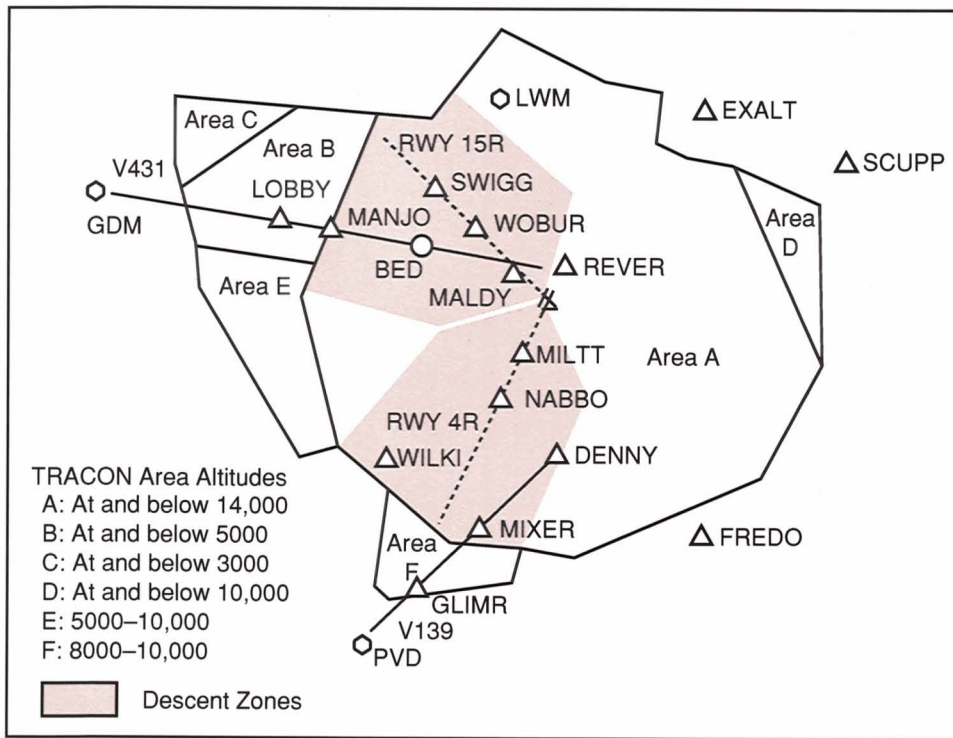 LWM
EXALT
Area C
RWY 15R
Area B
V431
SCUPP
SWIGG
LOBBY
GDM
MANJO
WOBUR
Area
D
BED
REVER
Area E
MALDY
MILTT
Area A
NABBO
RWY 4R
WILKI
DENNY
MIXER
FREDO
Area
F
GLIMR
V139
PVD
TRACON Area Altitudes
A: At and below 14,000
B: At and below 5000
C: At and below 3000
D: At and below 10,000
E: 5000–10,000
F: 8000–10,000
Descent Zones